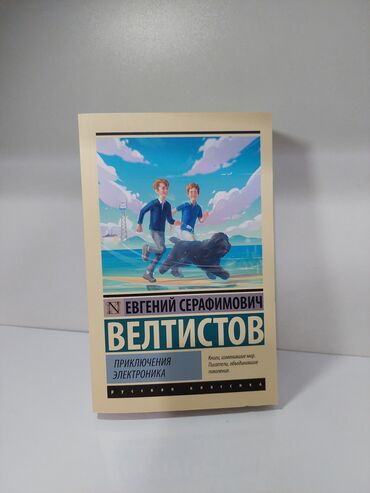 N ЕВГЕНИЙ СЕРАФИМОВИЧ
ВЕЛТИСТОВ
ПРИКЛЮЧЕНИЯ
ЭЛЕКТРОНИКА
Книги, изменившие мир.
Писатели, объединившие
поколения.
русская классика